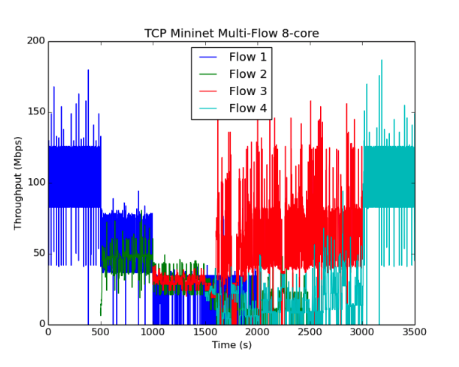 TCP Mininet Multi-Flow 8-core
200
Flow 1
Flow 2
Flow 3
Flow 4
150
Throughput (Mbps)
100
50
0
0 500 1000 1500 2000 2500 3000 3500
Time (s)